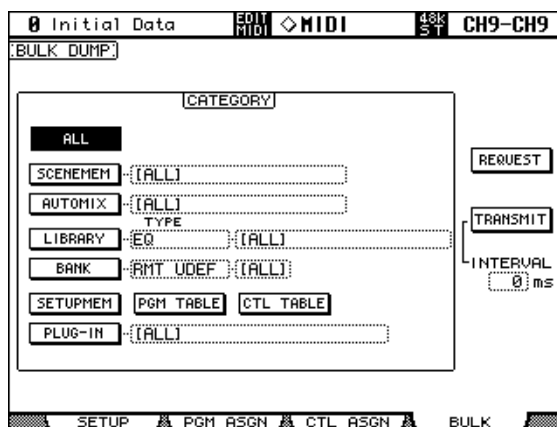 0 Initial Data EDIT MIDI ◇MIDI 48K ST CH9-CH9
BULK DUMP
CATEGORY
ALL
REQUEST
SCENEMEM [ALL]
AUTOMIX [ALL]
TRANSMIT
TYPE
LIBRARY EQ [ALL]
BANK RMT UDEF [ALL]
INTERVAL
0 ms
SETUPMEM PGM TABLE CTL TABLE
PLUG-IN [ALL]
SETUP PGM ASGN CTL ASGN BULK